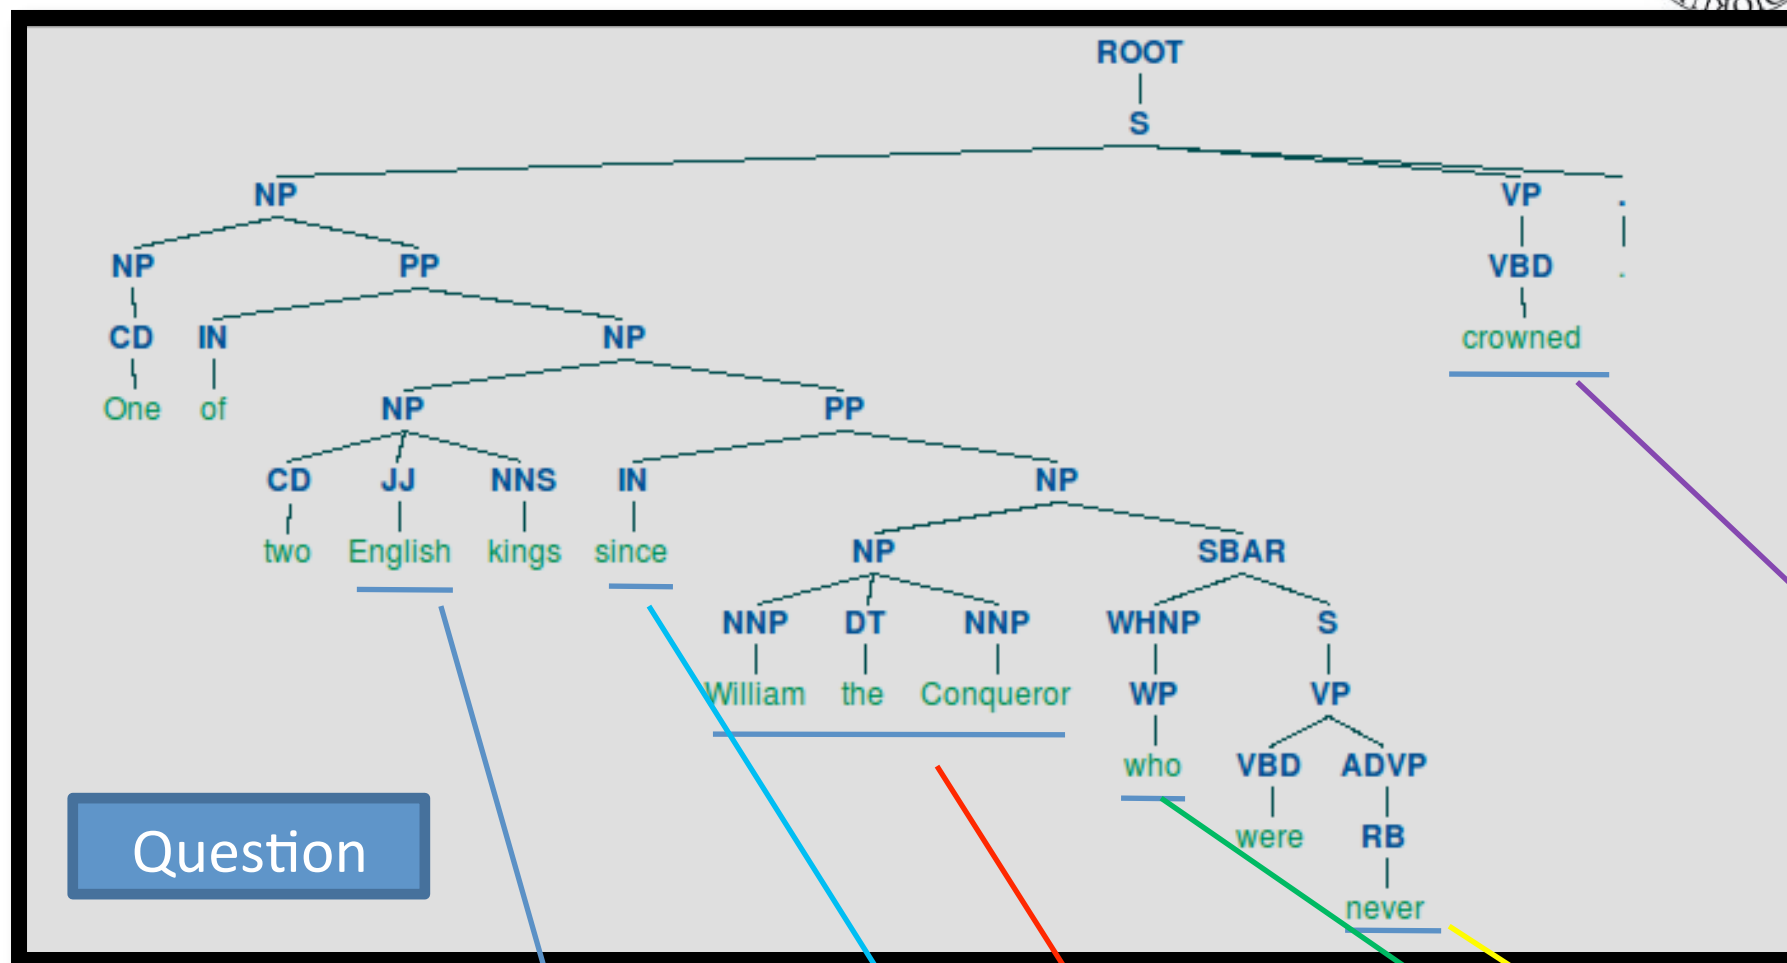 ROOT
S
NP VP .
NP PP VBD .
CD IN NP crowned
One of NP PP
CD JJ NNS IN NP
two English kings since NP SBAR
NNP DT NNP WHNP S
William the Conqueror WP VP
who VBD ADVP
Question were RB
never